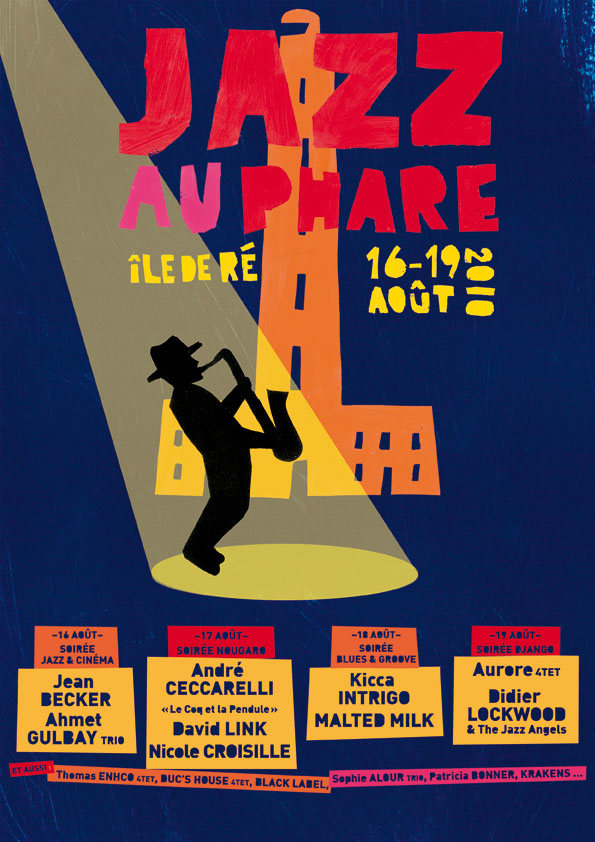 JAZZ
AU PHARE
ÎLE DE RÉ
16-19
AOÛT
2010
-16 AOÛT-
SOIRÉE
JAZZ & CINÉMA
Jean
BECKER
Ahmet
GULBAY TRIO
-17 AOÛT-
SOIRÉE NOUGARO
André
CECCARELLI
«Le Coq et la Pendule»
David LINK
Nicole CROISILLE
-18 AOÛT-
SOIRÉE
BLUES & GROOVE
Kicca
INTRIGO
MALTED MILK
-19 AOÛT-
SOIRÉE DJANGO
Aurore 4TET
Didier
LOCKWOOD
& The Jazz Angels
ET AUSSI : Thomas ENHCO 4TET, DUC'S HOUSE 4TET, BLACK LABEL, Sophie ALOUR TRIO, Patricia BONNER, KRAKENS ...